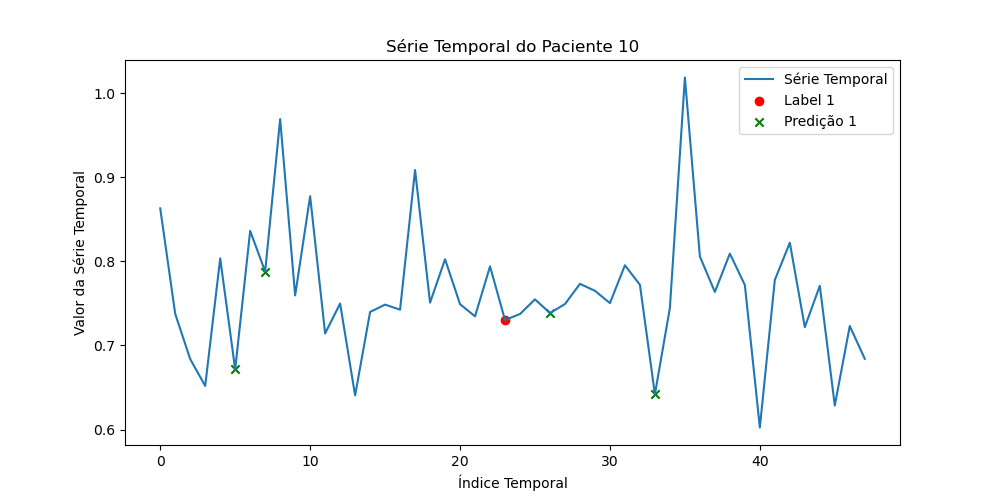 Série Temporal do Paciente 10
Série Temporal
Label 1
Predição 1
Valor da Série Temporal
1.0
0.9
0.8
0.7
0.6
0
10
20
30
40
Índice Temporal